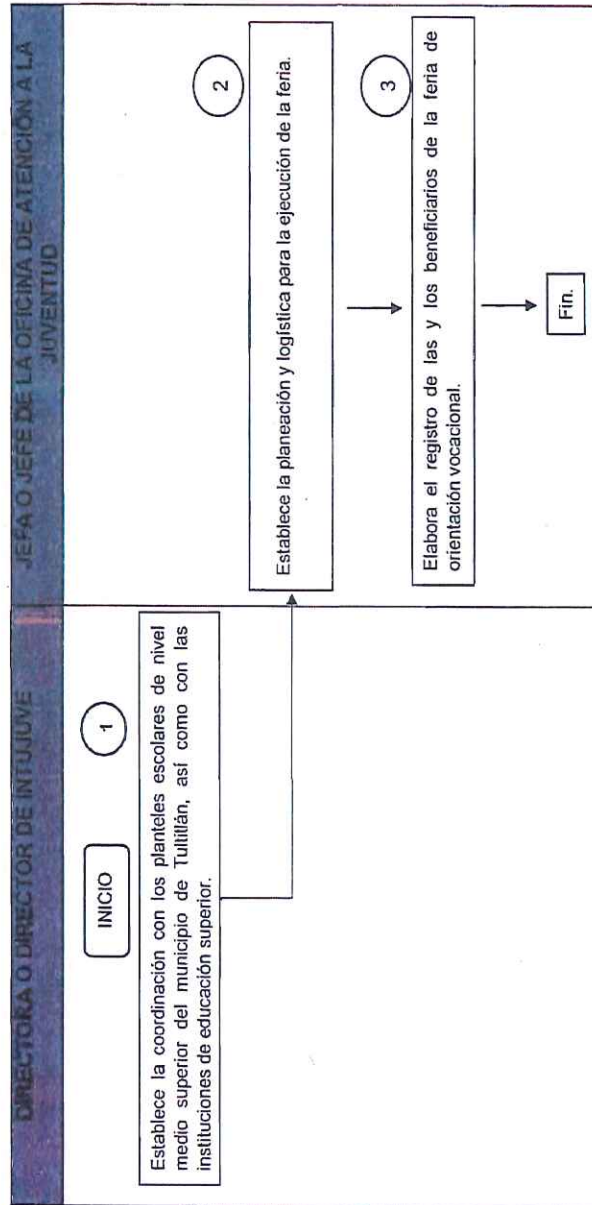 DIRECTORA O DIRECTOR DE INTUJUVE
JEFA O JEFE DE LA OFICINA DE ATENCIÓN A LA
JUVENTUD
INICIO
1
Establece la coordinación con los planteles escolares de nivel
medio superior del municipio de Tultitlán, así como con las
instituciones de educación superior.
2
Establece la planeación y logística para la ejecución de la feria.
3
Elabora el registro de las y los beneficiarios de la feria de
orientación vocacional.
Fin.